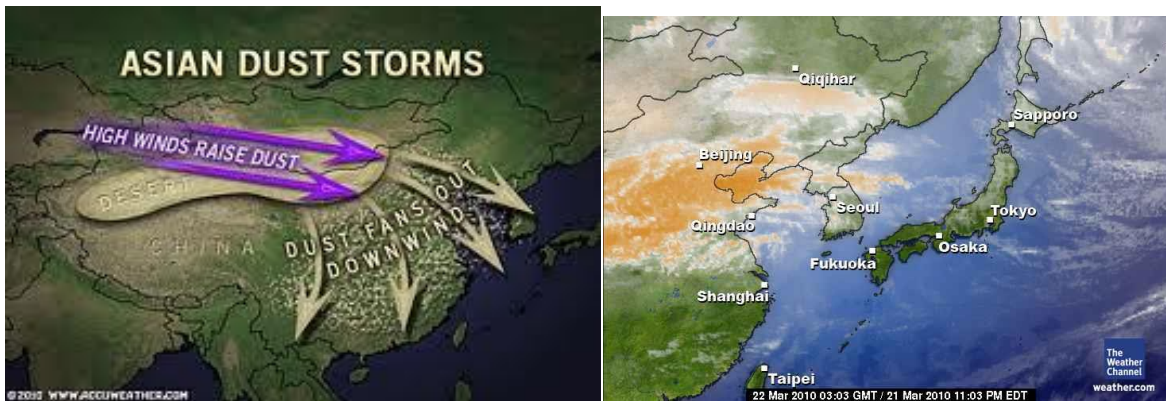 ASIAN DUST STORMS
HIGH WINDS RAISE DUST
DESERT
CHINA
DUST FANS OUT
DOWNWIND
©2010 WWW.ACCUWEATHER.COM
Qiqihar
Sapporo
Beijing
Seoul
Tokyo
Qingdao
Osaka
Fukuoka
Shanghai
The
Weather
Channel
Taipei
weather.com
22 Mar 2010 03:03 GMT / 21 Mar 2010 11:03 PM EDT